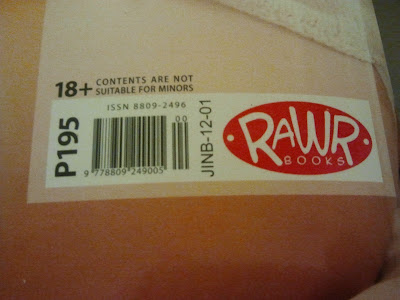 18+ CONTENTS ARE NOT
SUITABLE FOR MINORS
ISSN 8809-2496
00
P195
9 778809 249005
JINB-12-01
RAWR
BOOKS